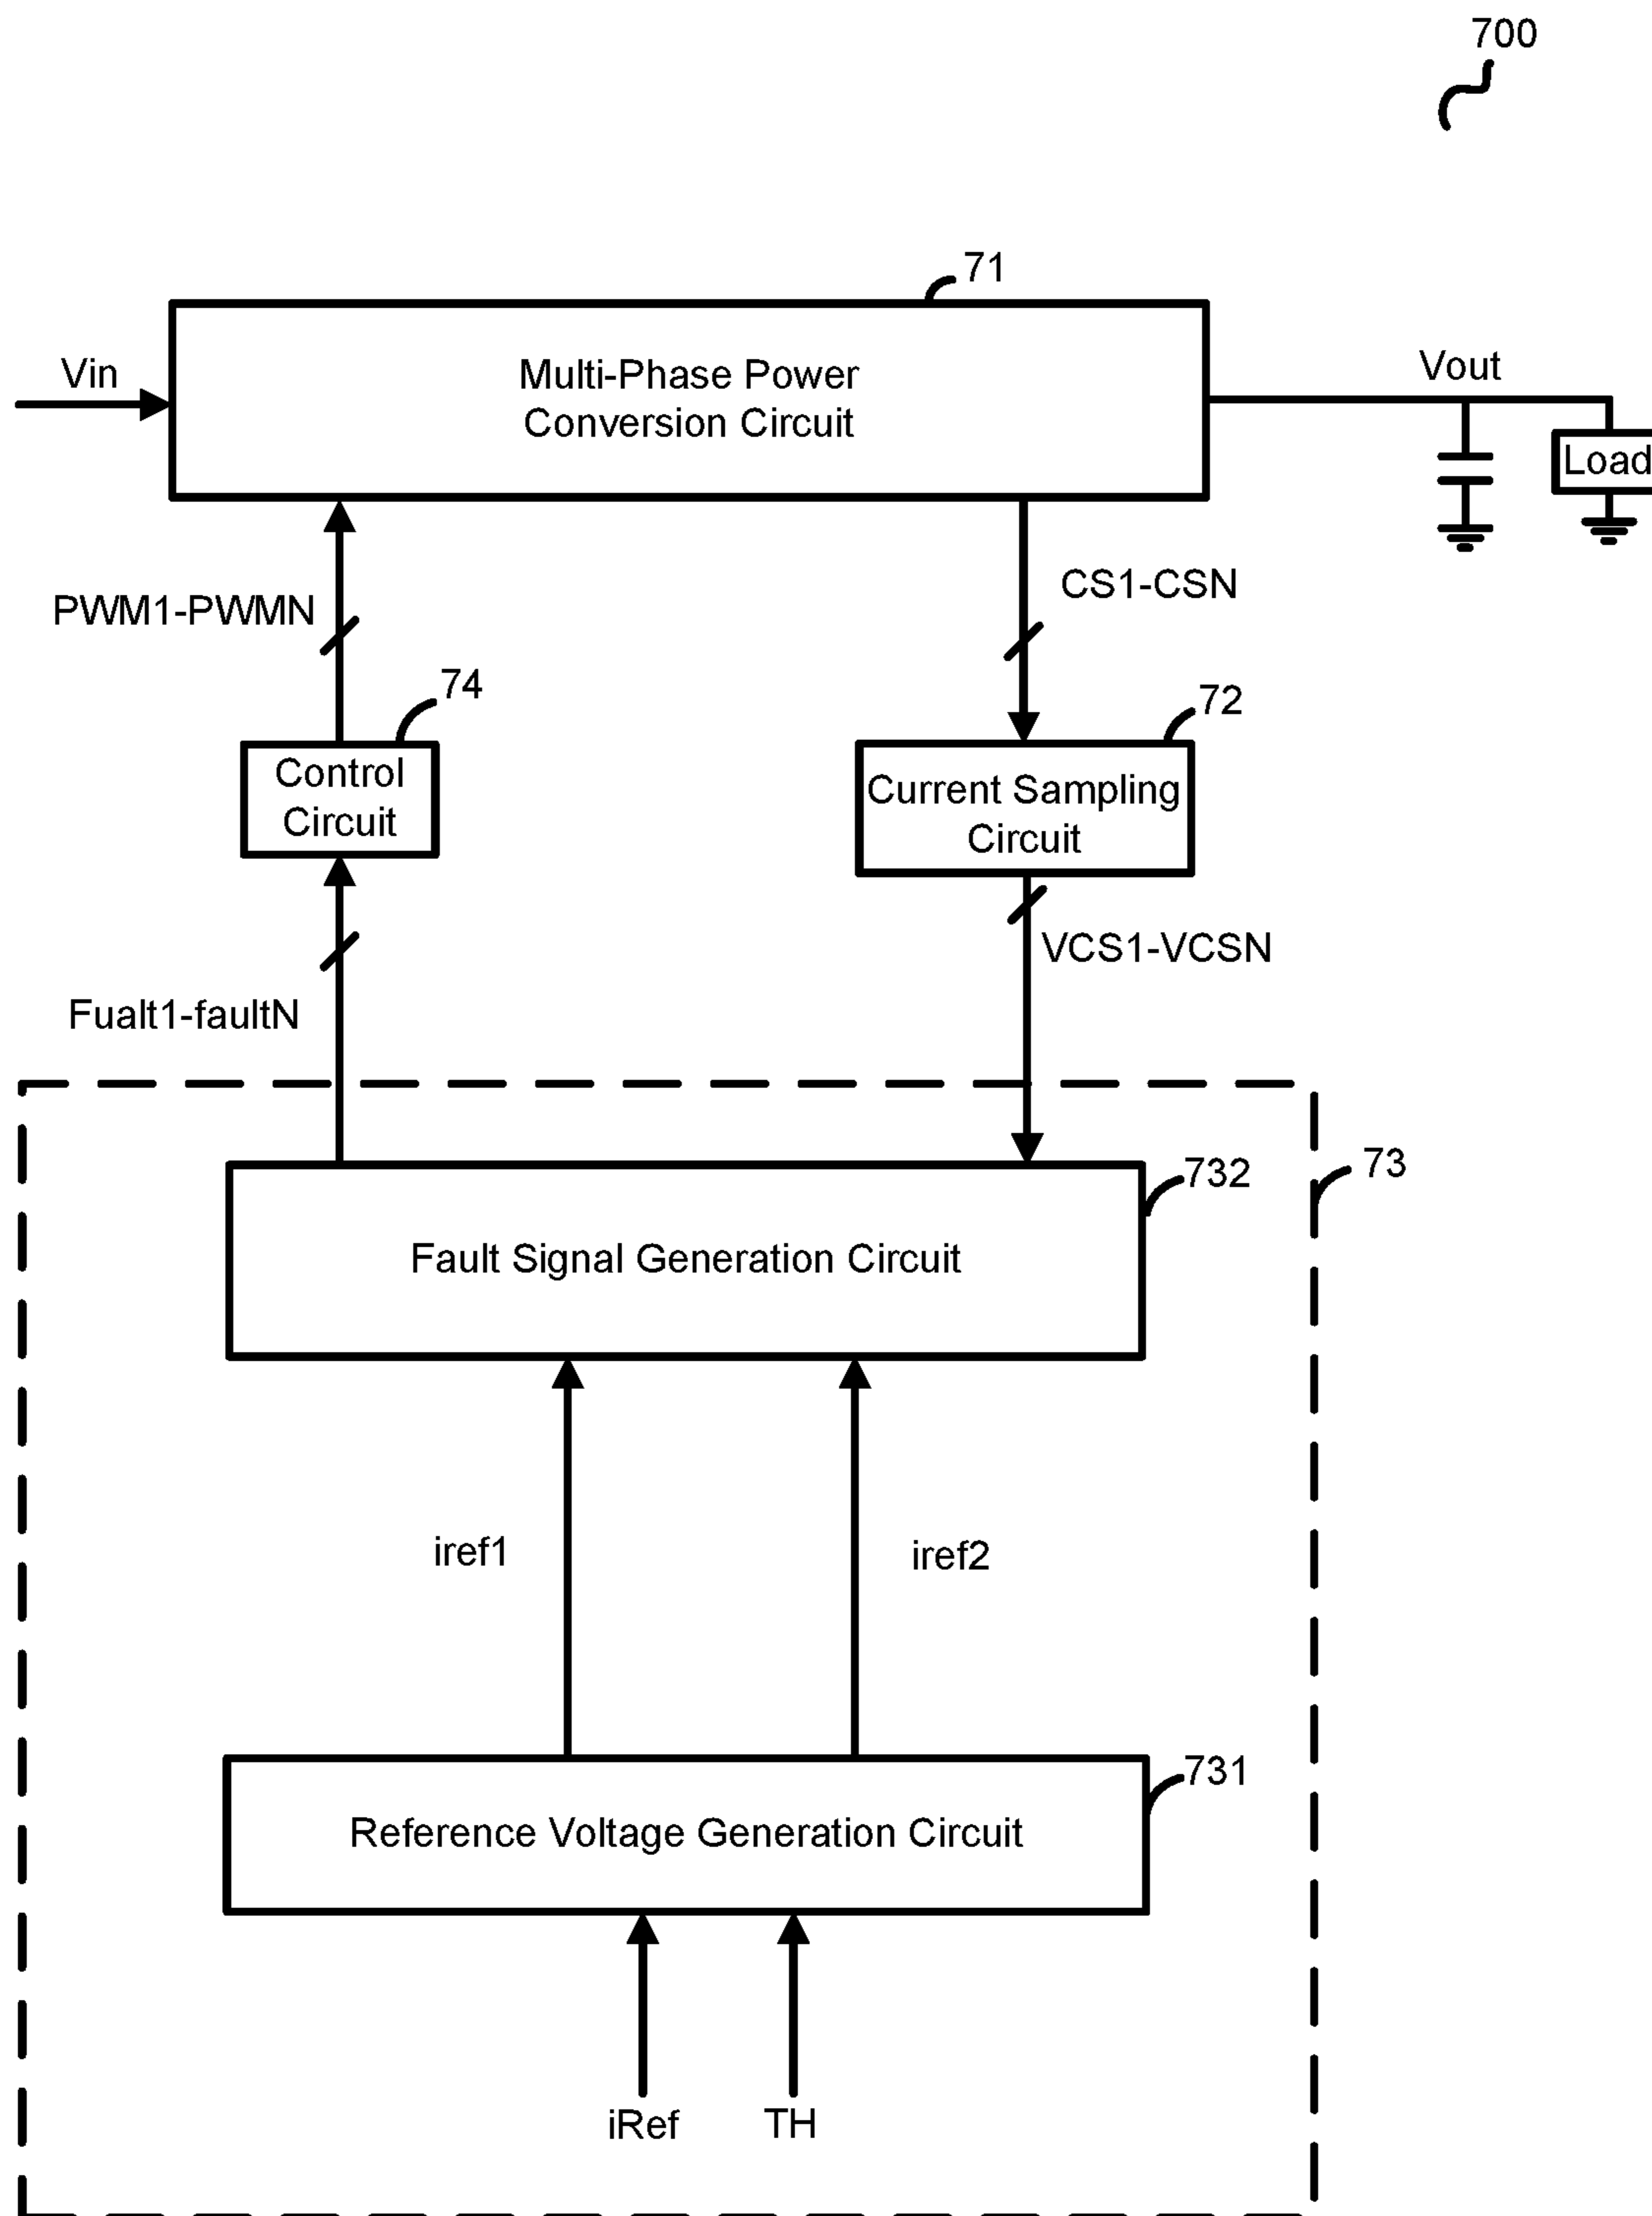 700
71
Vin
Multi-Phase Power
Conversion Circuit
Vout
Load
PWM1-PWMN
CS1-CSN
74
72
Control
Circuit
Current Sampling
Circuit
VCS1-VCSN
Fualt1-faultN
73
732
Fault Signal Generation Circuit
iref1
iref2
731
Reference Voltage Generation Circuit
iRef
TH